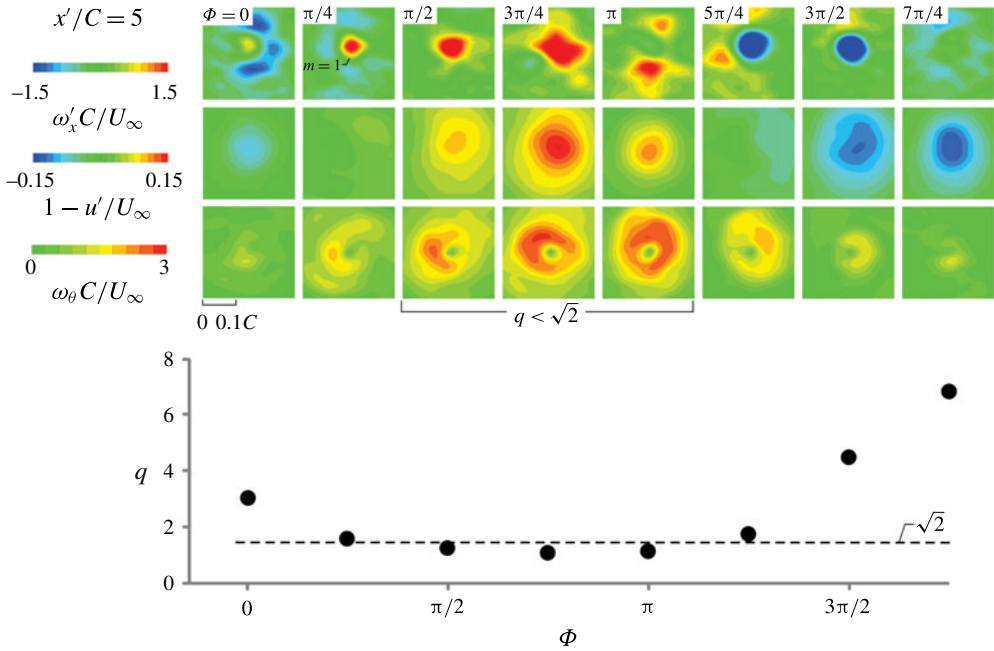 x′/C = 5
Φ = 0 π/4 π/2 3π/4 π 5π/4 3π/2 7π/4
m = 1
–1.5 1.5
ω′ₓC/U∞
–0.15 0.15
1 – u′/U∞
0 3
ω_θC/U∞
0 0.1C
q < √2
8
6
q 4
2
0
√2
0 π/2 π 3π/2
Φ